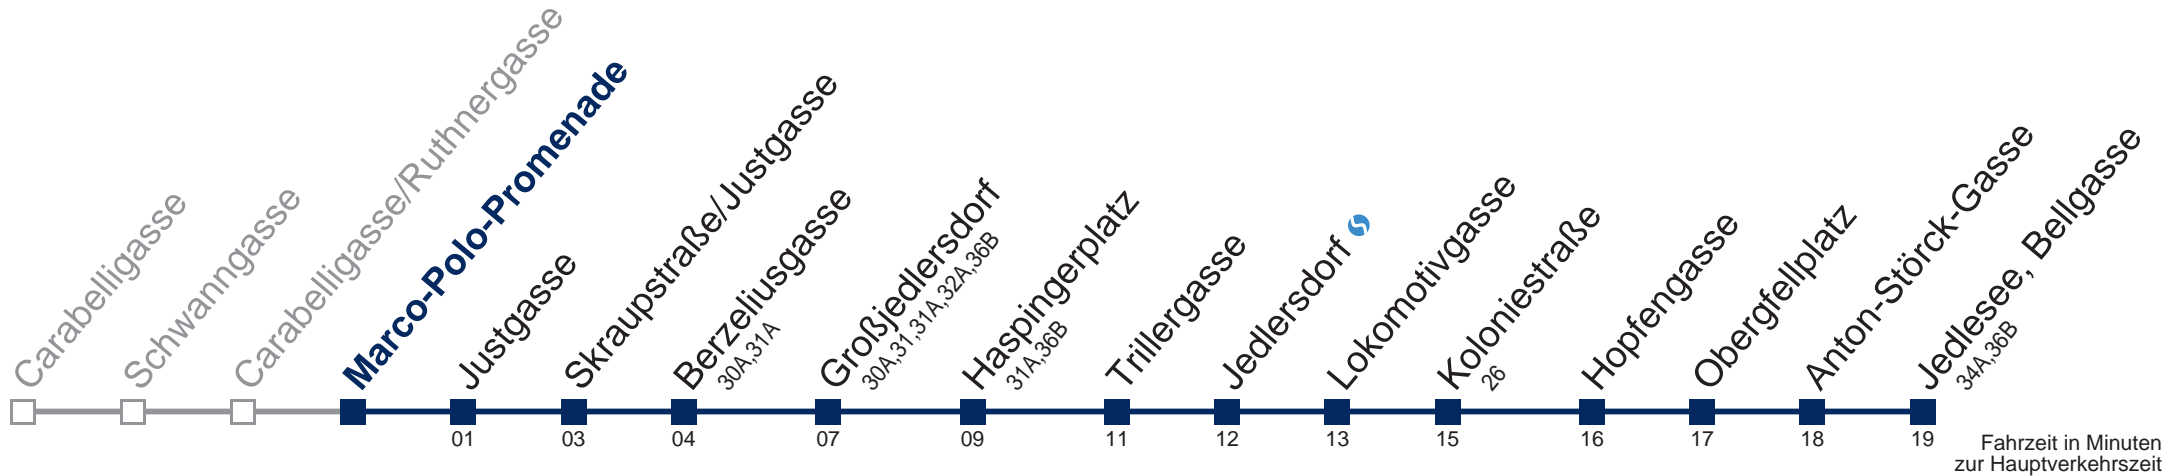 Carabelligasse
Schwanngasse
Carabelligasse/Ruthnergasse
Marco-Polo-Promenade
Justgasse
01
Skraupstraße/Justgasse
03
Berzeliusgasse
30A,31A
04
Großjedlersdorf
30A,31,31A,32A,36B
07
Haspingerplatz
31A,36B
09
Trillergasse
11
Jedlersdorf
12
Lokomotivgasse
13
Koloniestraße
26
15
Hopfengasse
16
Obergfellplatz
17
Anton-Störck-Gasse
18
Jedlesee, Bellgasse
34A,36B
19
Fahrzeit in Minuten
zur Hauptverkehrszeit